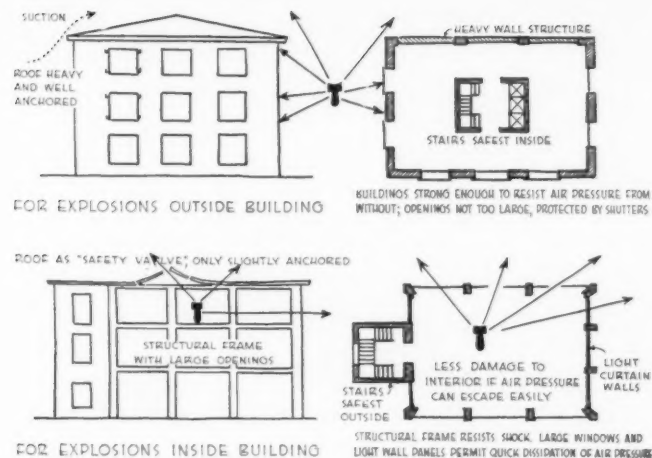 SUCTION
ROOF HEAVY
AND WELL
ANCHORED
HEAVY WALL STRUCTURE
STAIRS SAFEST INSIDE
FOR EXPLOSIONS OUTSIDE BUILDING
BUILDINGS STRONG ENOUGH TO RESIST AIR PRESSURE FROM
WITHOUT; OPENINGS NOT TOO LARGE, PROTECTED BY SHUTTERS
ROOF AS "SAFETY VALVE", ONLY SLIGHTLY ANCHORED
STRUCTURAL FRAME
WITH LARGE OPENINGS
STAIRS
SAFEST
OUTSIDE
LESS DAMAGE TO
INTERIOR IF AIR PRESSURE
CAN ESCAPE EASILY
LIGHT
CURTAIN
WALLS
FOR EXPLOSIONS INSIDE BUILDING
STRUCTURAL FRAME RESISTS SHOCK, LARGE WINDOWS AND
LIGHT WALL PANELS PERMIT QUICK DISSIPATION OF AIR PRESSURE